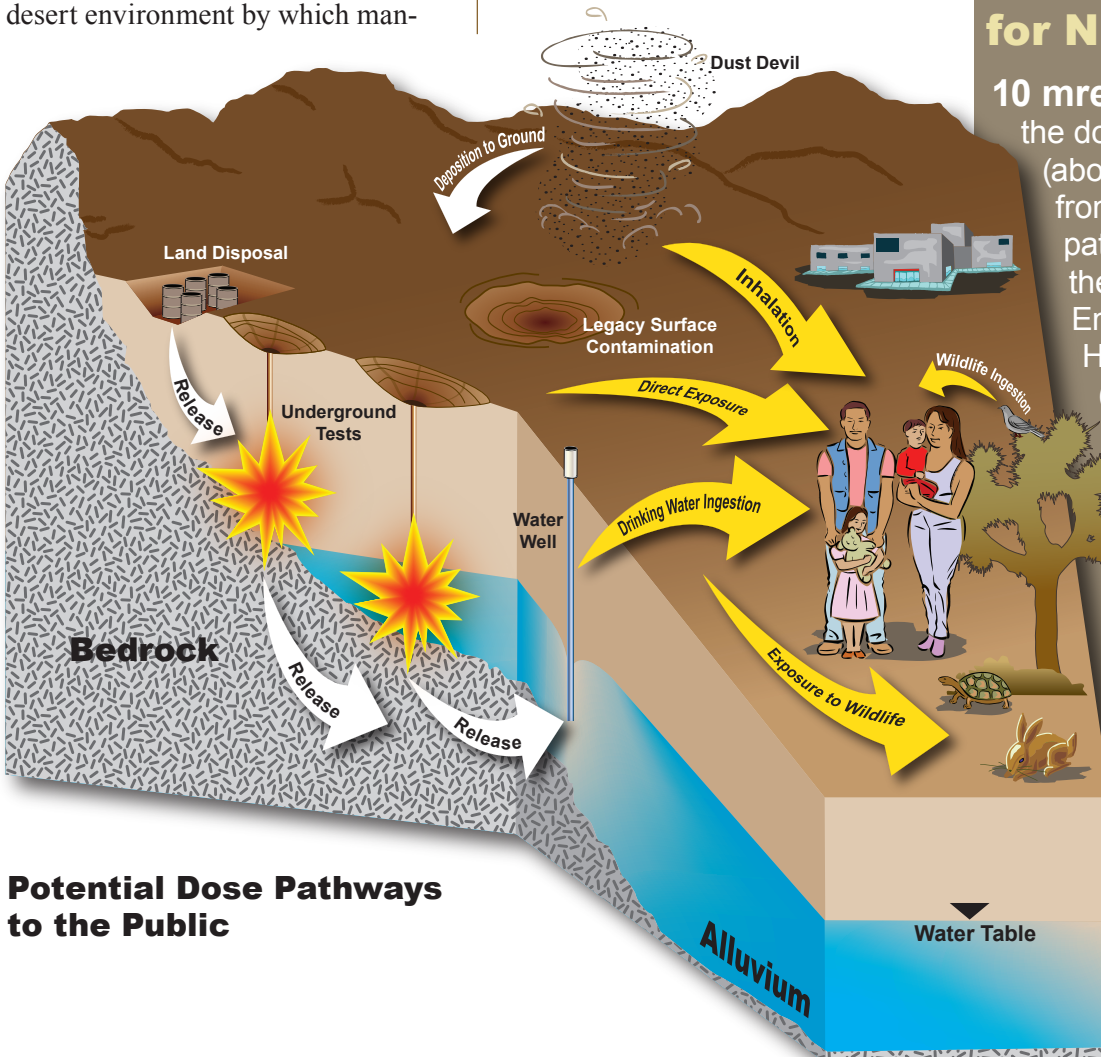 desert environment by which man-
Dust Devil
for N
10 mre
the do
(abo
from
pat
the
En
H
Deposition to Ground
Land Disposal
Inhalation
Legacy Surface
Contamination
Wildlife Ingestion
Release
Direct Exposure
Underground
Tests
Drinking Water Ingestion
Water
Well
Bedrock
Release
Release
Exposure to Wildlife
Potential Dose Pathways
to the Public
Alluvium
Water Table